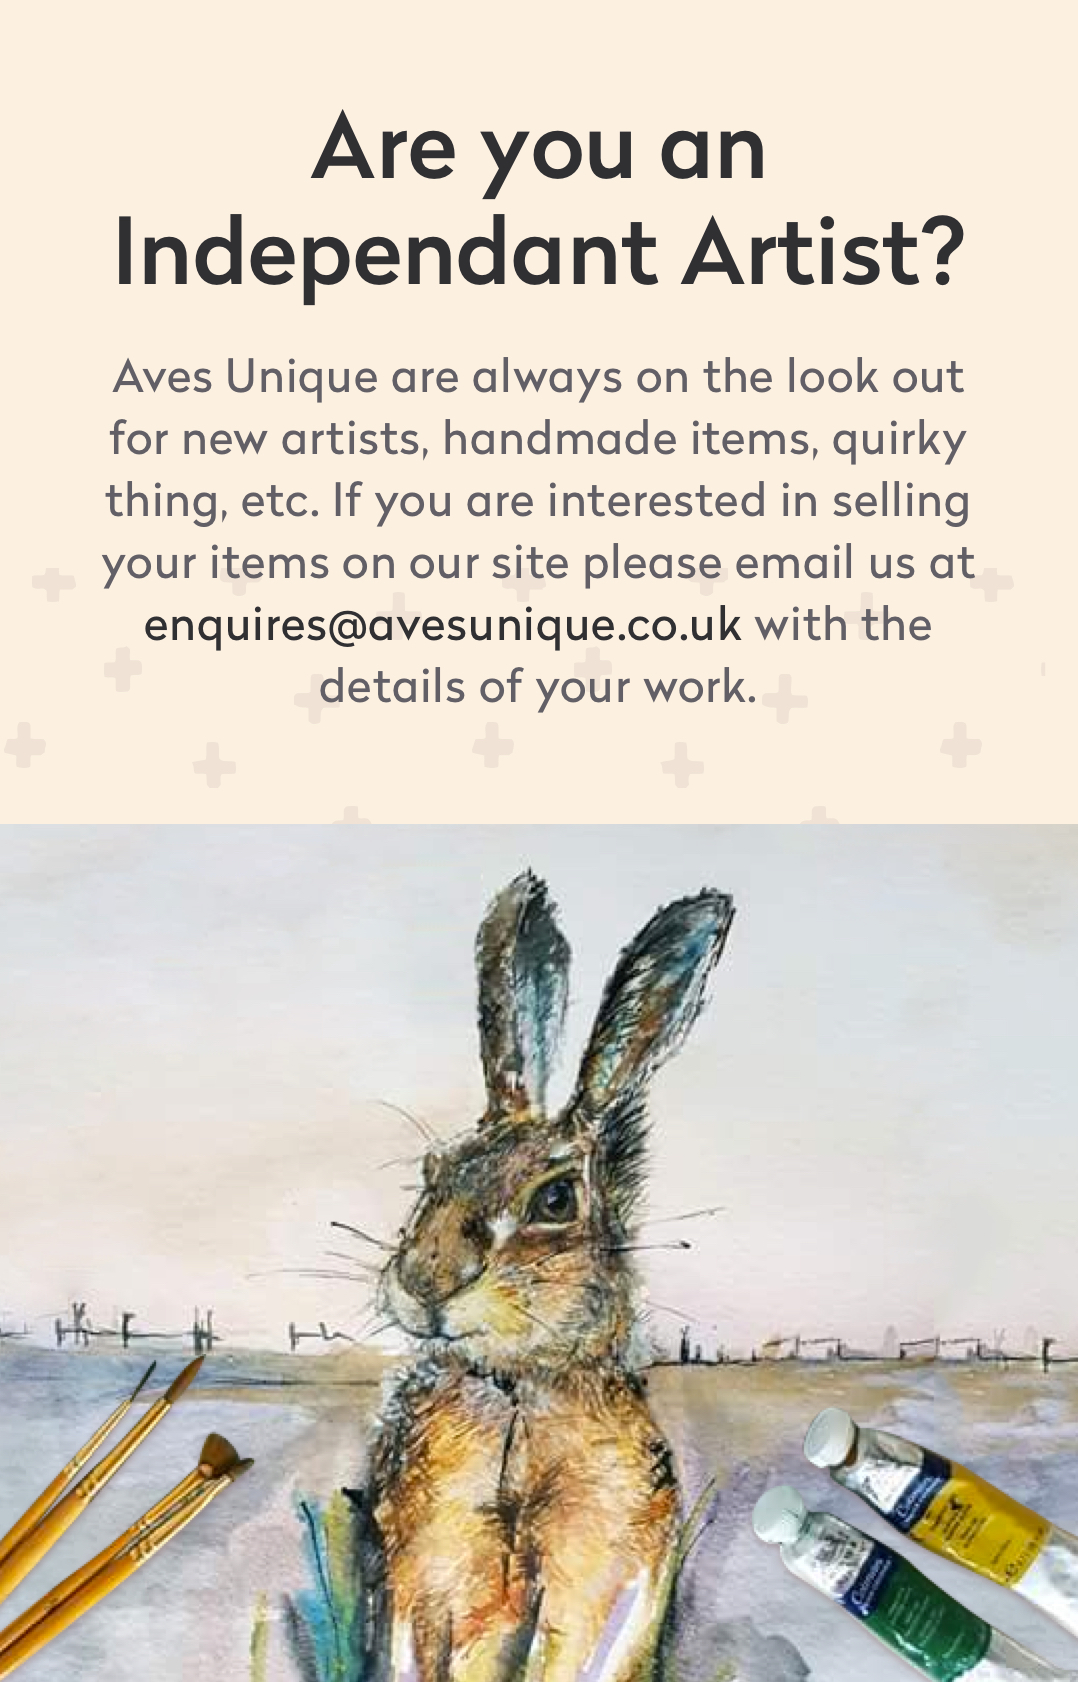 Are you an
Independant Artist?
Aves Unique are always on the look out
for new artists, handmade items, quirky
thing, etc. If you are interested in selling
your items on our site please email us at
enquires@avesunique.co.uk with the
details of your work.